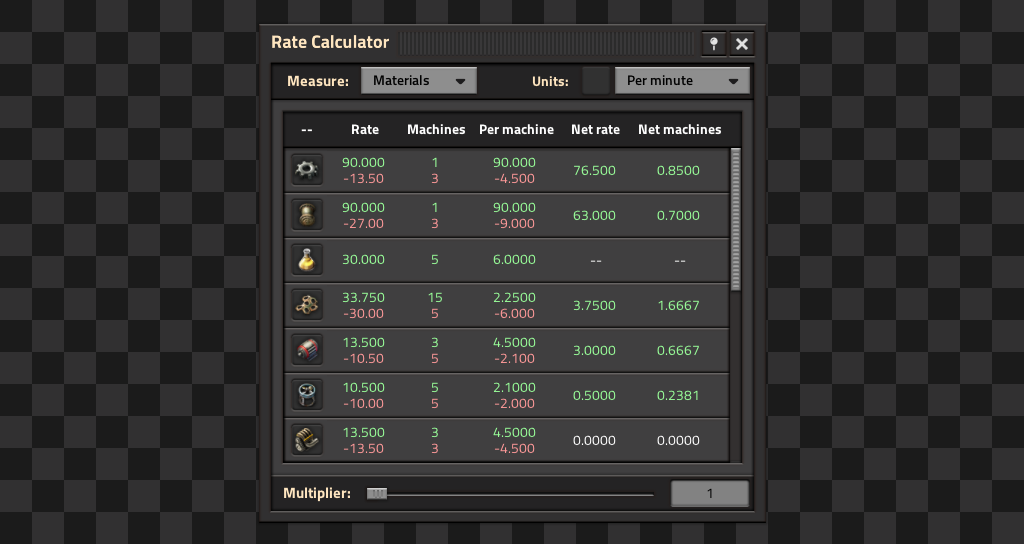 Rate Calculator
Measure: Materials Units: Per minute
-- Rate Machines Per machine Net rate Net machines
90.000 1 90.000 76.500 0.8500
-13.50 3 -4.500
90.000 1 90.000 63.000 0.7000
-27.00 3 -9.000
30.000 5 6.0000 -- --
33.750 15 2.2500 3.7500 1.6667
-30.00 5 -6.000
13.500 3 4.5000 3.0000 0.6667
-10.50 5 -2.100
10.500 5 2.1000 0.5000 0.2381
-10.00 5 -2.000
13.500 3 4.5000 0.0000 0.0000
-13.50 3 -4.500
Multiplier: 1